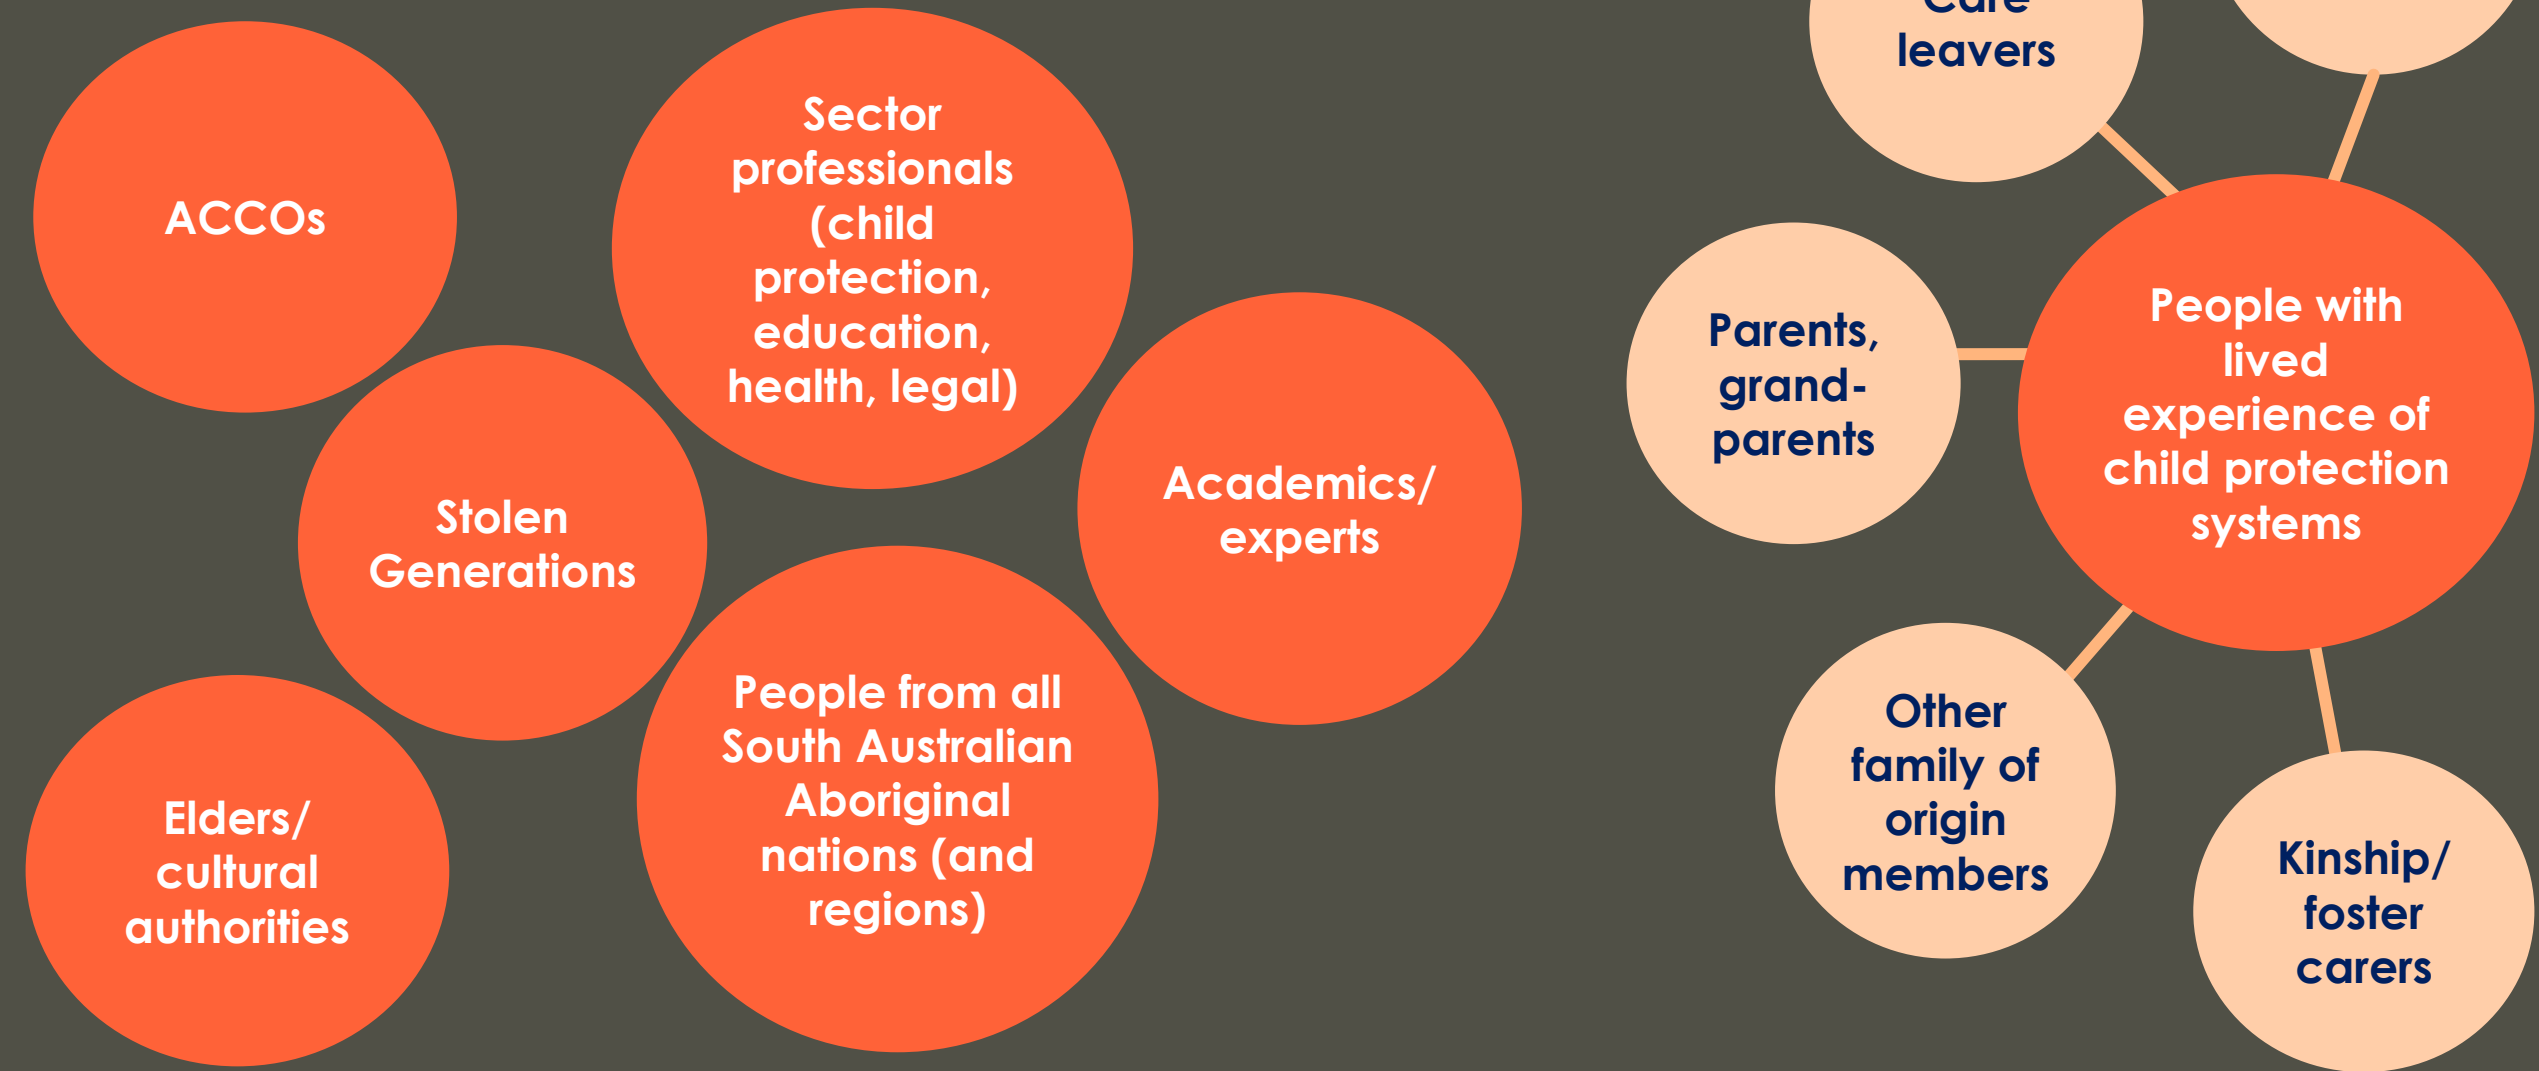 ACCOs
Sector
professionals
(child
protection,
education,
health, legal)
Stolen
Generations
Academics/
experts
Elders/
cultural
authorities
People from all
South Australian
Aboriginal
nations (and
regions)
Care
leavers
Parents,
grand-
parents
People with
lived
experience of
child protection
systems
Other
family of
origin
members
Kinship/
foster
carers